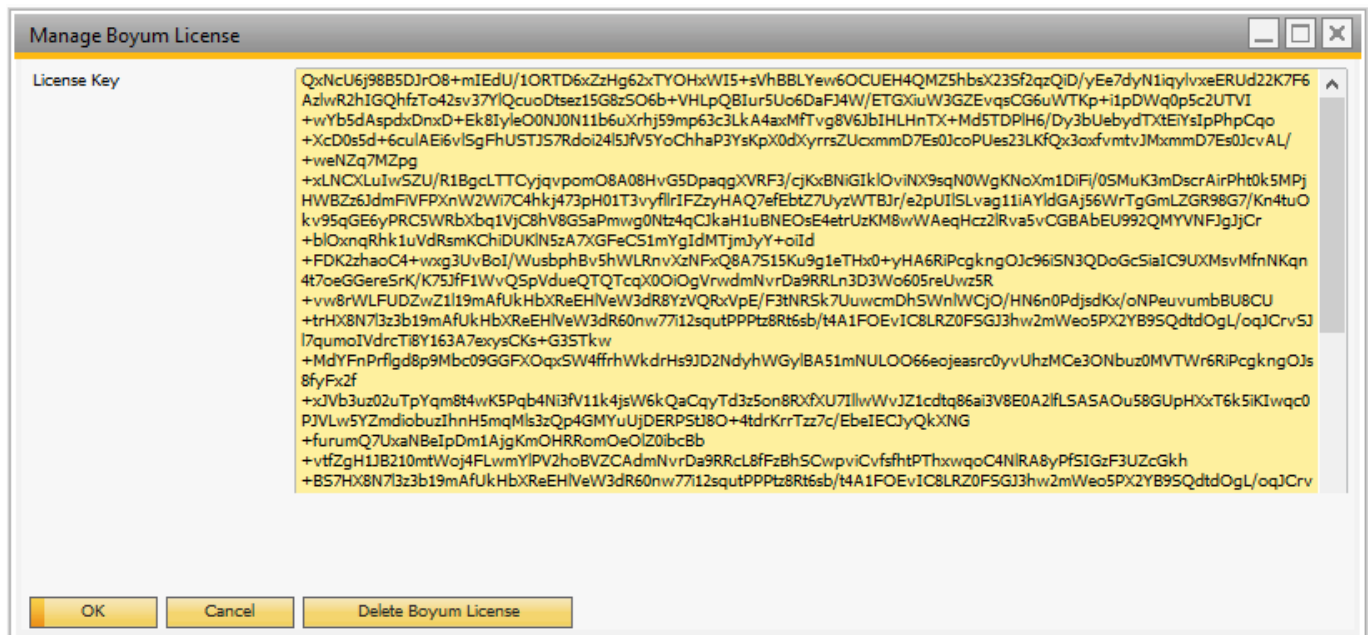 Manage Boyum License
License Key
QxNcU6j98B5DJrO8+mIEdU/1ORTD6xZzHg62xTYOHxWI5+sVhBBLYew6OCUEH4QMZ5hbsX23Sf2qzQiD/yEe7dyN1iqylvxeERUd22K7F6
AzlwR2hIGQhfzTo42sv37YlQcuoDtsez15G8zSO6b+VHLpQBIur5Uo6DaFJ4W/ETGXiuW3GZEvqsCG6uWTKp+i1pDWq0p5c2UTVI
+wYb5dAspdxDnxD+Ek8IyleO0NJ0N11b6uXrhj59mp63c3LkA4axMfTvg8V6JbIHLHnTX+Md5TDPlH6/Dy3bUebydTXtEiYsIpPhpCqo
+XcD0s5d+6culAEi6vlSgFhUSTJS7Rdoi24l5JfV5YoChhaP3YsKpX0dXyrrsZUcxmmD7Es0JcoPUes23LKfQx3oxfvmtvJMxmmD7Es0JcvAL/
+weNZq7MZpg
+xLNCXLuIwSZU/R1BgcLTTCyjqvpomO8A08HvG5DpaqgXVRF3/cjKxBNiGIklOviNX9sqN0WgKNoXm1DiFi/0SMuK3mDscrAirPht0k5MPj
HWBZz6JdmFiVFPXnW2Wi7C4hkj473pH01T3vyfllrIFZzyHAQ7efEbtZ7UyzWTBJr/e2pUIlSLvag11iAYldGAj56WrTgGmLZGR98G7/Kn4tuO
kv95qGE6yPRC5WRbXbq1VjC8hV8GSaPmwg0Ntz4qCJkaH1uBNEOsE4etrUzKM8wWAeqHcz2lRva5vCGBAbEU992QMYVNFJgJjCr
+blOxnqRhk1uVdRsmKChiDUKlN5zA7XGFeCS1mYgIdMTjmJyY+oiId
+FDK2zhaoC4+wxg3UvBoI/WusbphBv5hWLRnvXzNFxQ8A7S15Ku9g1eTHx0+yHA6RiPcgkngOJc96iSN3QDoGcSiaIC9UXMsvMfnNKqn
4t7oeGGereSrK/K75JfF1WvQSpVdueQTQTcqX0OiOgVrwdmNvrDa9RRLn3D3Wo605reUwz5R
+vw8rWLFUDZwZ1l19mAfUkHbXReEHlVeW3dR8YzVQRxVpE/F3tNRSk7UuwcmDhSWnlWCjO/HN6n0PdjsdKx/oNPeuvumbBU8CU
+trHX8N7l3z3b19mAfUkHbXReEHlVeW3dR60nw77i12squtPPPtz8Rt6sb/t4A1FOEvIC8LRZ0FSGJ3hw2mWeo5PX2YB9SQdtdOgL/oqJCrvSJ
l7qumoIVdrcTi8Y163A7exysCKs+G3STkw
+MdYFnPrflgd8p9Mbc09GGFXOqxSW4ffrhWkdrHs9JD2NdyhWGylBA51mNULOO66eojeasrc0yvUhzMCe3ONbuz0MVTWr6RiPcgkngOJs
8fyFx2f
+xJVb3uz02uTpYqm8t4wK5Pqb4Ni3fV11k4jsW6kQaCqyTd3z5on8RXfXU7IllwWvJZ1cdtq86ai3V8E0A2lfLSASAOu58GUpHXxT6k5iKIwqc0
PJVLw5YZmdiobuzIhnH5mqMls3zQp4GMYuUjDERPStJ8O+4tdrKrrTzz7c/EbeIECJyQkXNG
+furumQ7UxaNBeIpDm1AjgKmOHRRomOeOlZ0ibcBb
+vtfZgH1JB210mtWoj4FLwmYlPV2hoBVZCAdmNvrDa9RRcL8fFzBhSCwpviCvfsfhtPThxwqoC4NlRA8yPfSIGzF3UZcGkh
+BS7HX8N7l3z3b19mAfUkHbXReEHlVeW3dR60nw77i12squtPPPtz8Rt6sb/t4A1FOEvIC8LRZ0FSGJ3hw2mWeo5PX2YB9SQdtdOgL/oqJCrv
OK
Cancel
Delete Boyum License